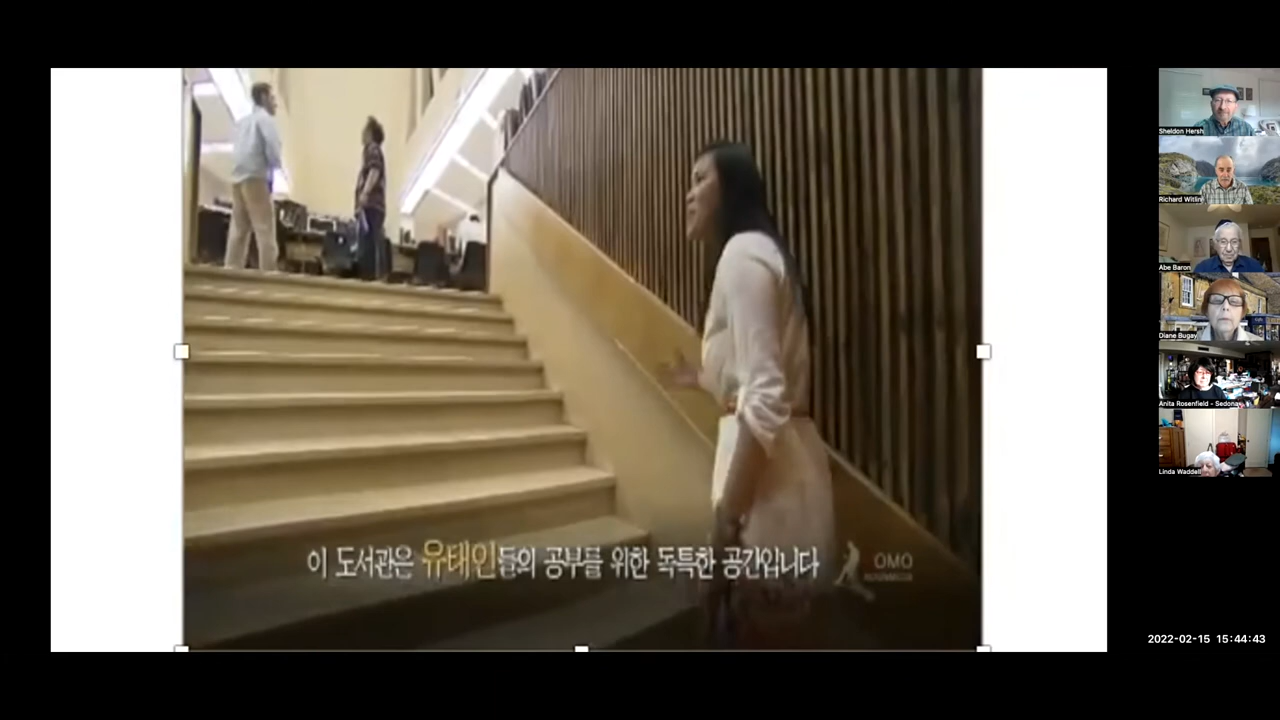 이 도서관은 유태인들의 공부를 위한 독특한 공간입니다
OMO
Sheldon Hersh
Richard Witlin
Abe Baron
Diane Bugay
Anita Rosenfield - Sedona
Linda Waddell
2022-02-15 15:44:43